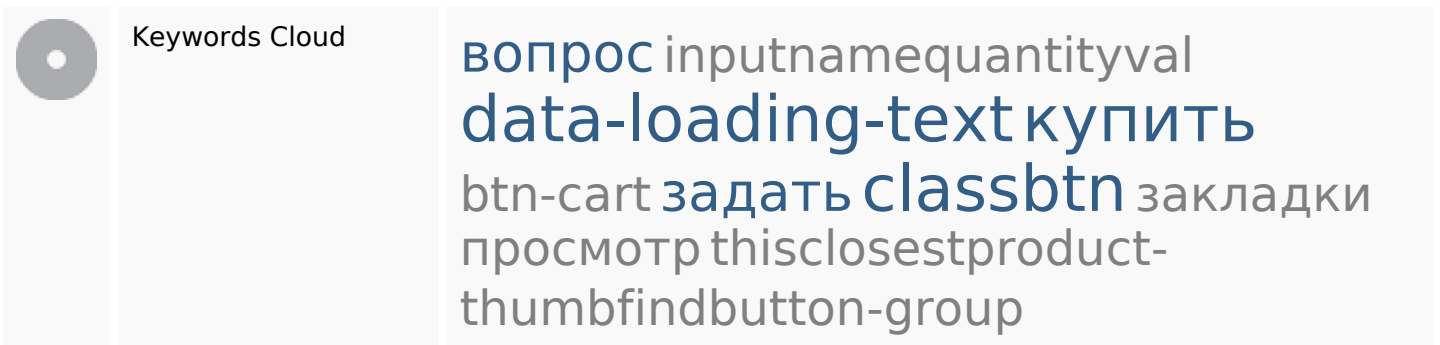 Keywords Cloud
вопрос inputnamequantityval
data-loading-text купить
btn-cart задать classbtn закладки
просмотр thisclosestproduct-
thumbfindbutton-group